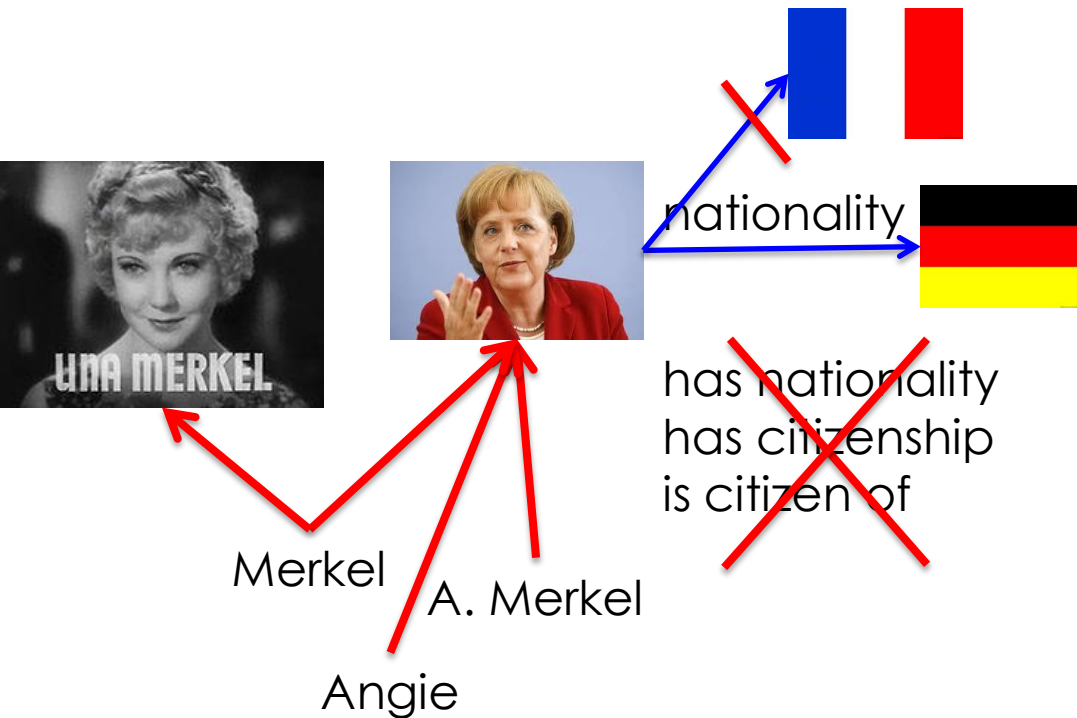 nationality
UNA MERKEL
has nationality
has citizenship
is citizen of
Merkel
A. Merkel
Angie